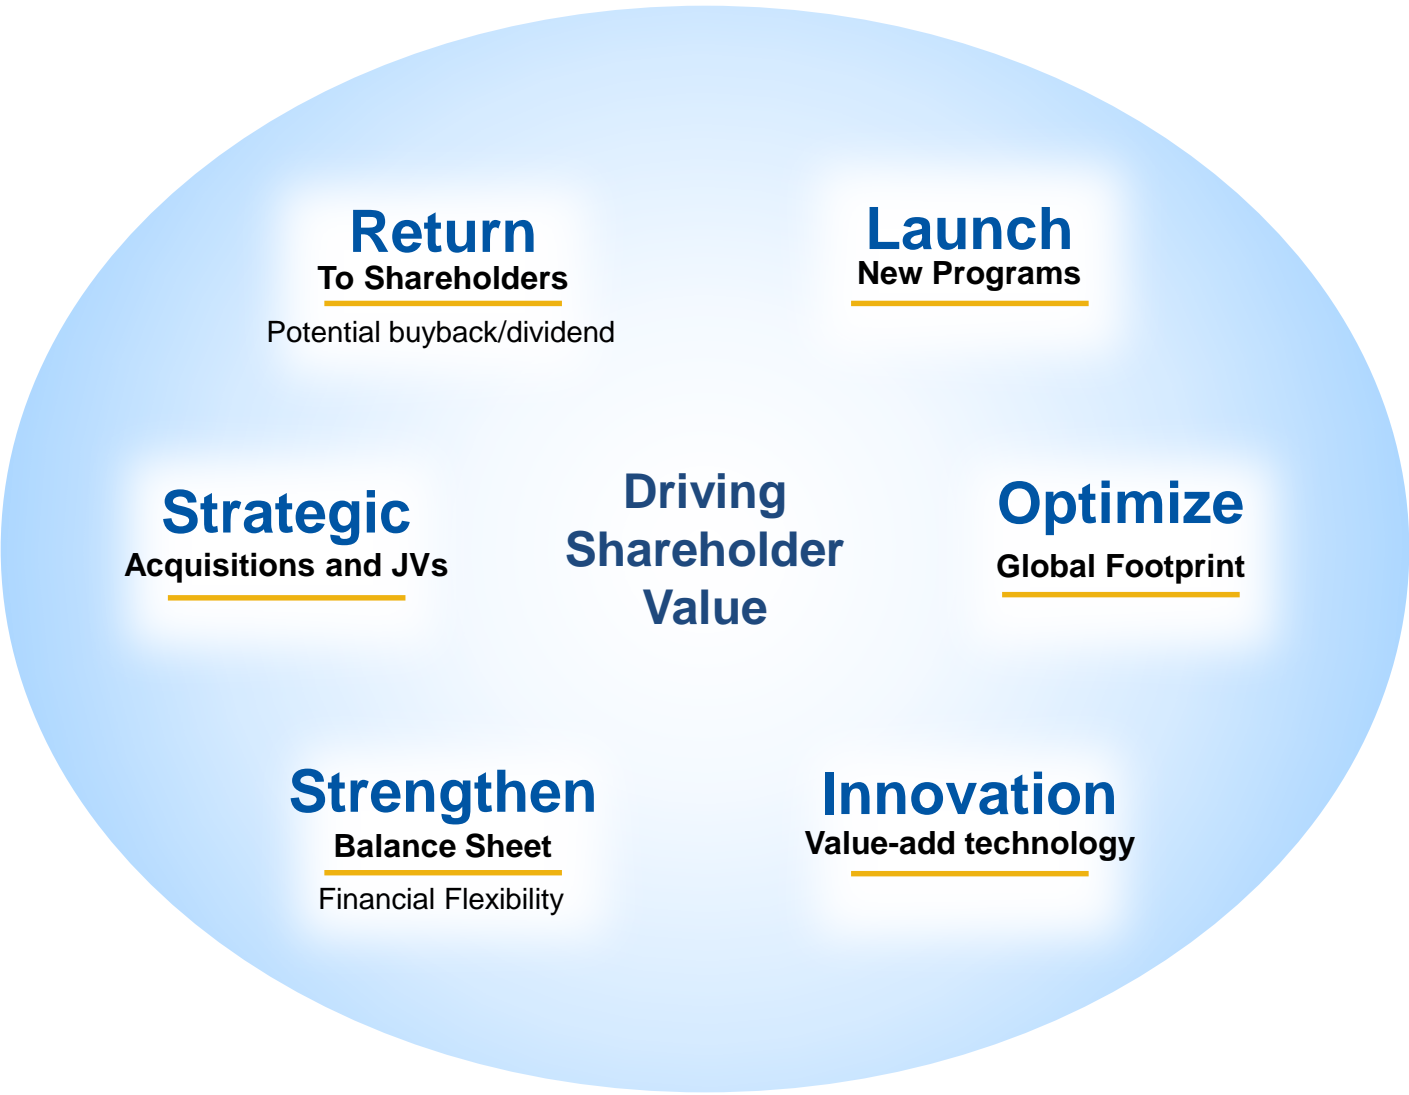 Return
To Shareholders
Potential buyback/dividend
Launch
New Programs
Strategic
Acquisitions and JVs
Driving
Shareholder
Value
Optimize
Global Footprint
Strengthen
Balance Sheet
Financial Flexibility
Innovation
Value-add technology